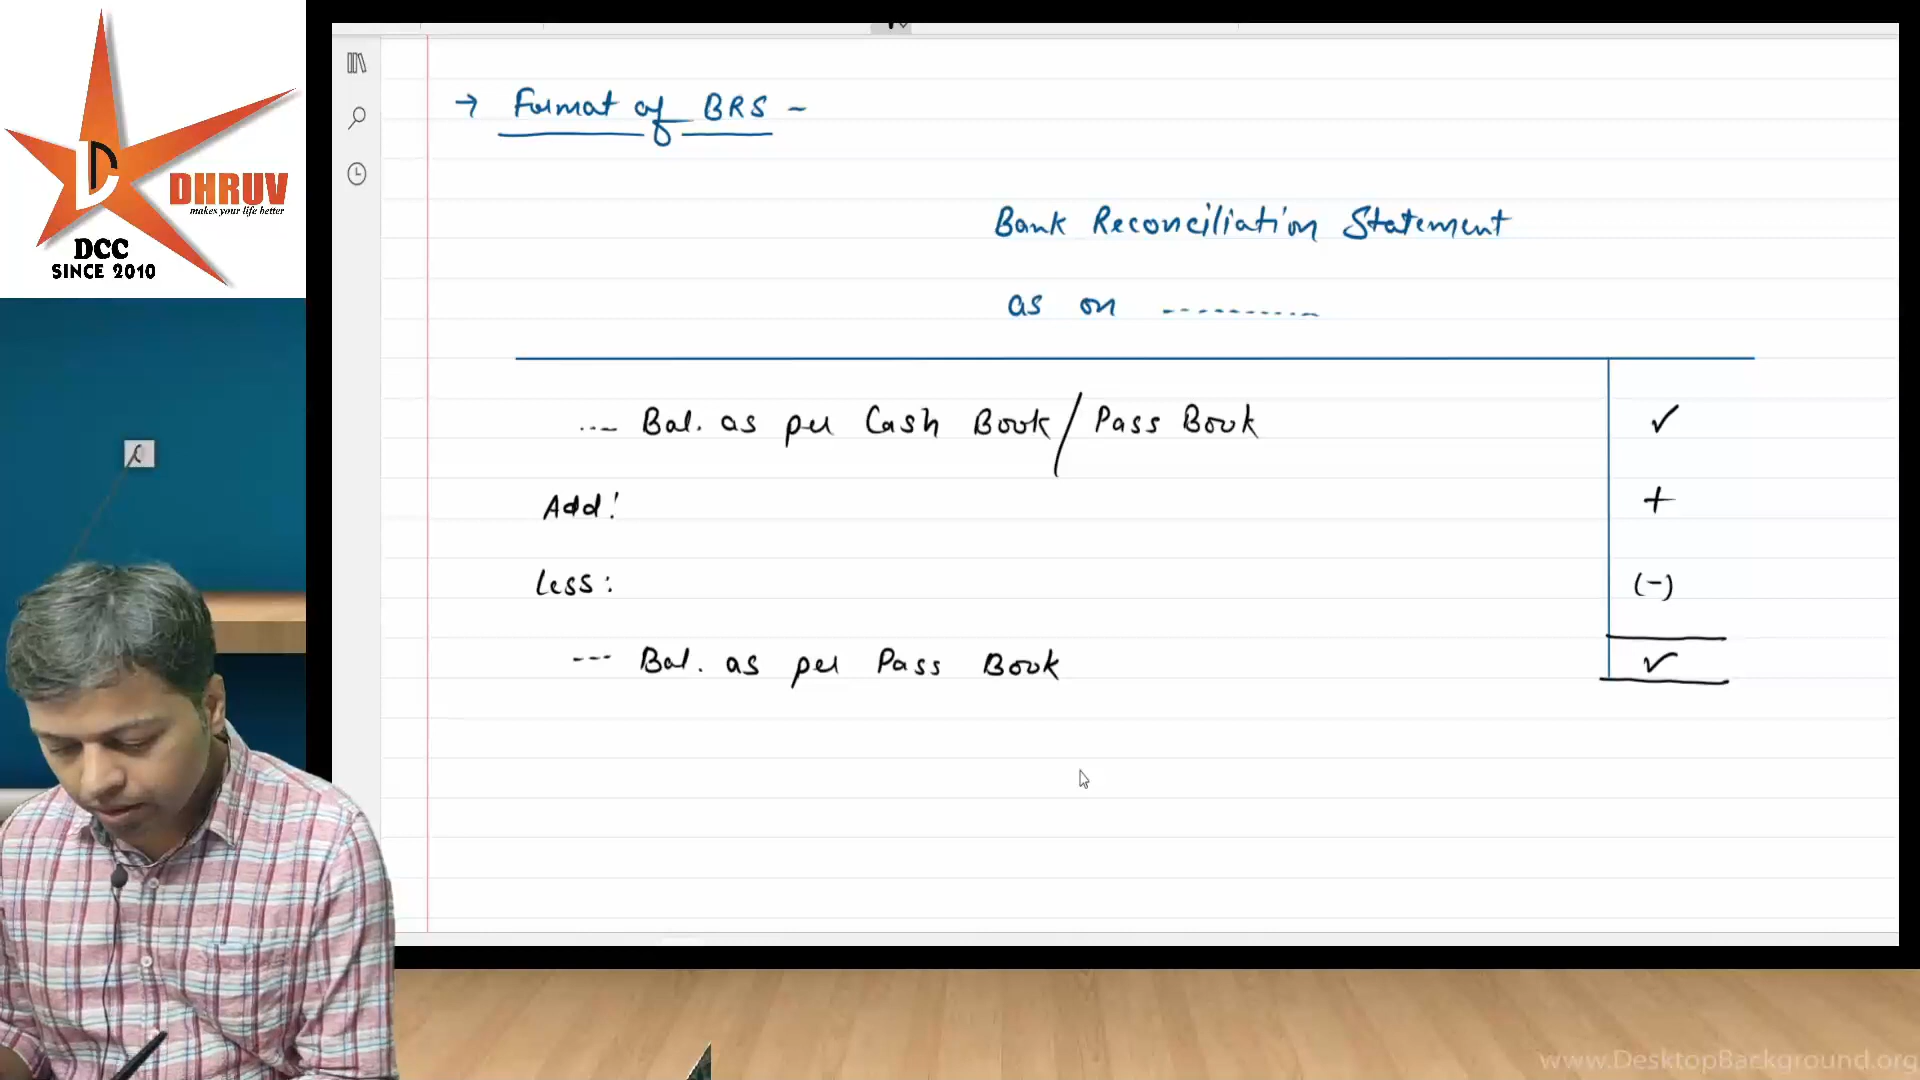 DHRUV
makes your life better
DCC
SINCE 2010
→ Format of BRS -
Bank Reconciliation Statement
as on ------------
.... Bal. as per Cash Book / Pass Book ✓
Add: +
Less: (-)
--- Bal. as per Pass Book ✓
www.DesktopBackground.org